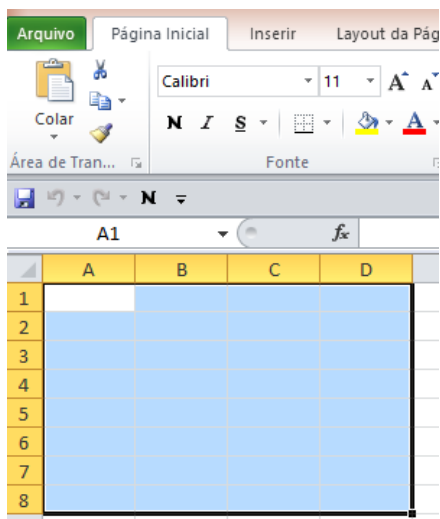 Arquivo Página Inicial Inserir Layout da Pág
Calibri 11 A A
Colar
N I S A
Área de Tran... Fonte
N
A1 fx
A B C D
1
2
3
4
5
6
7
8